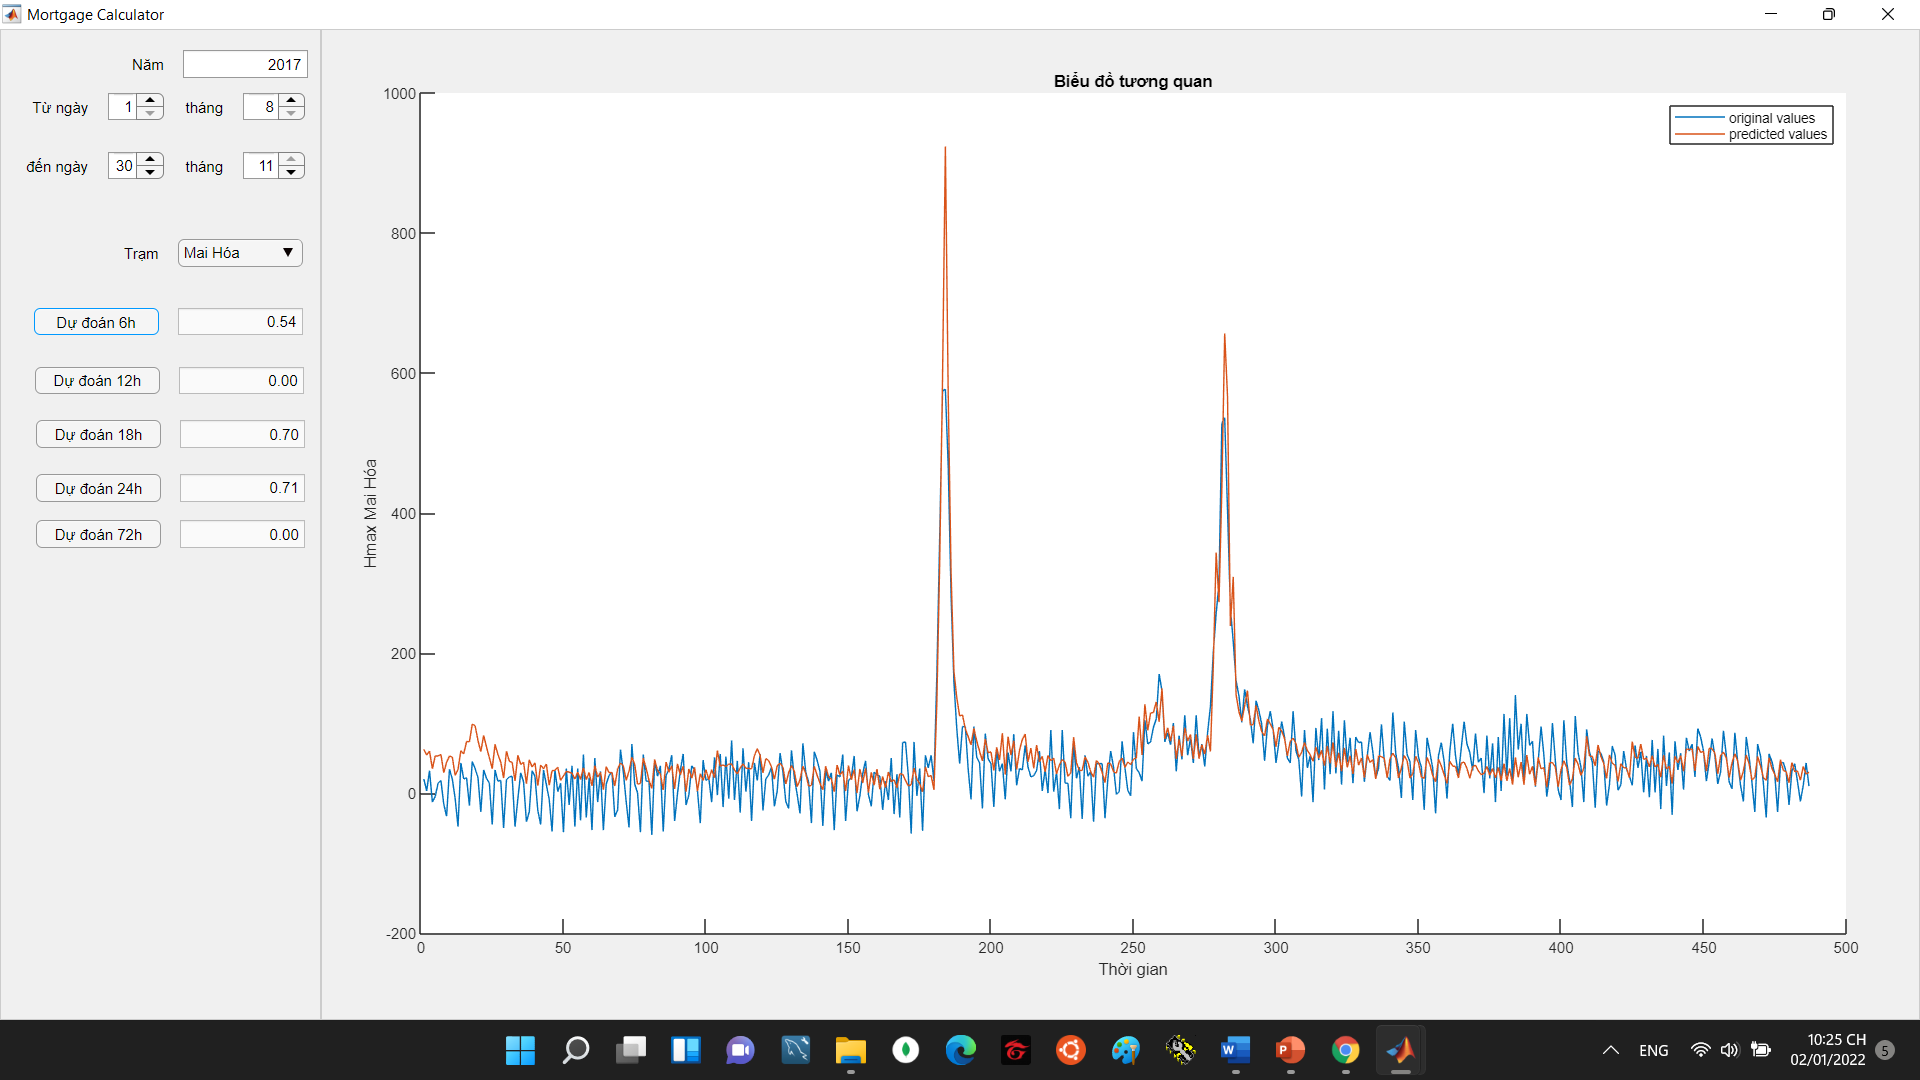 Mortgage Calculator
Năm 2017
Từ ngày 1 tháng 8
đến ngày 30 tháng 11
Trạm Mai Hóa
Dự đoán 6h 0.54
Dự đoán 12h 0.00
Dự đoán 18h 0.70
Dự đoán 24h 0.71
Dự đoán 72h 0.00
Biểu đồ tương quan
original values
predicted values
1000
800
600
400
200
0
-200
Hmax Mai Hóa
0 50 100 150 200 250 300 350 400 450 500
Thời gian
ENG
10:25 CH
02/01/2022
5